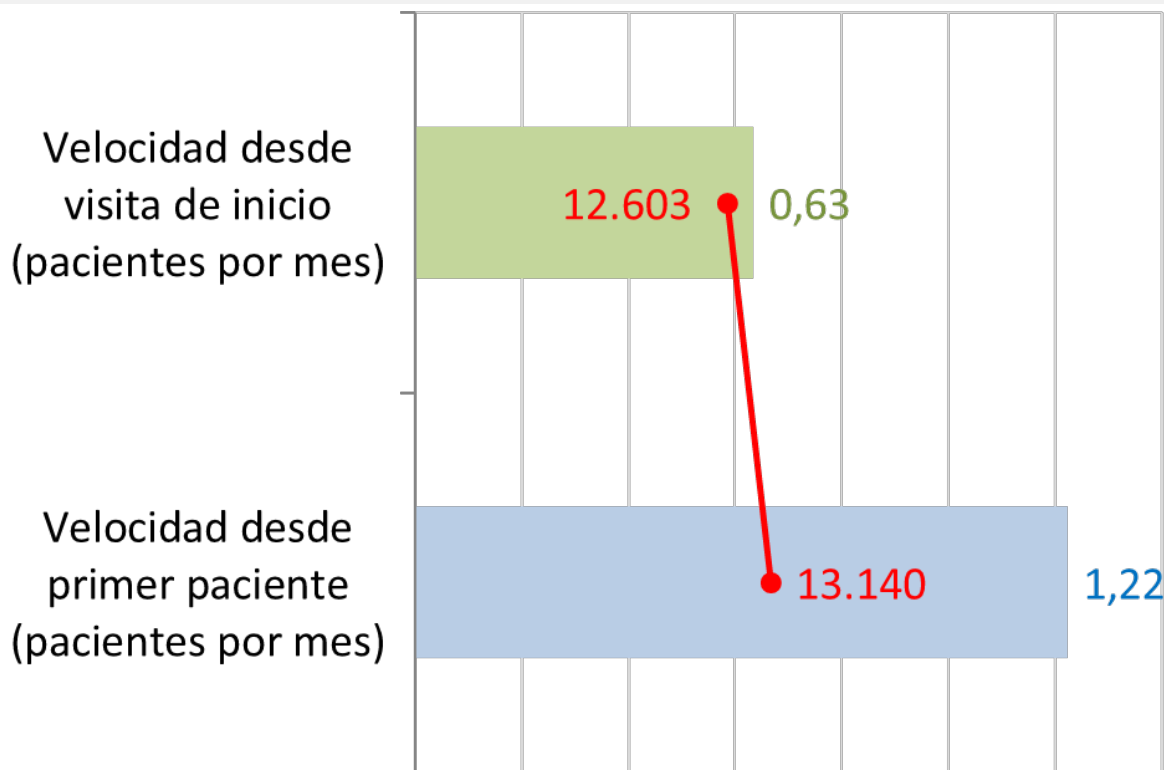 Velocidad desde
visita de inicio
(pacientes por mes)
12.603
0,63
Velocidad desde
primer paciente
(pacientes por mes)
13.140
1,22